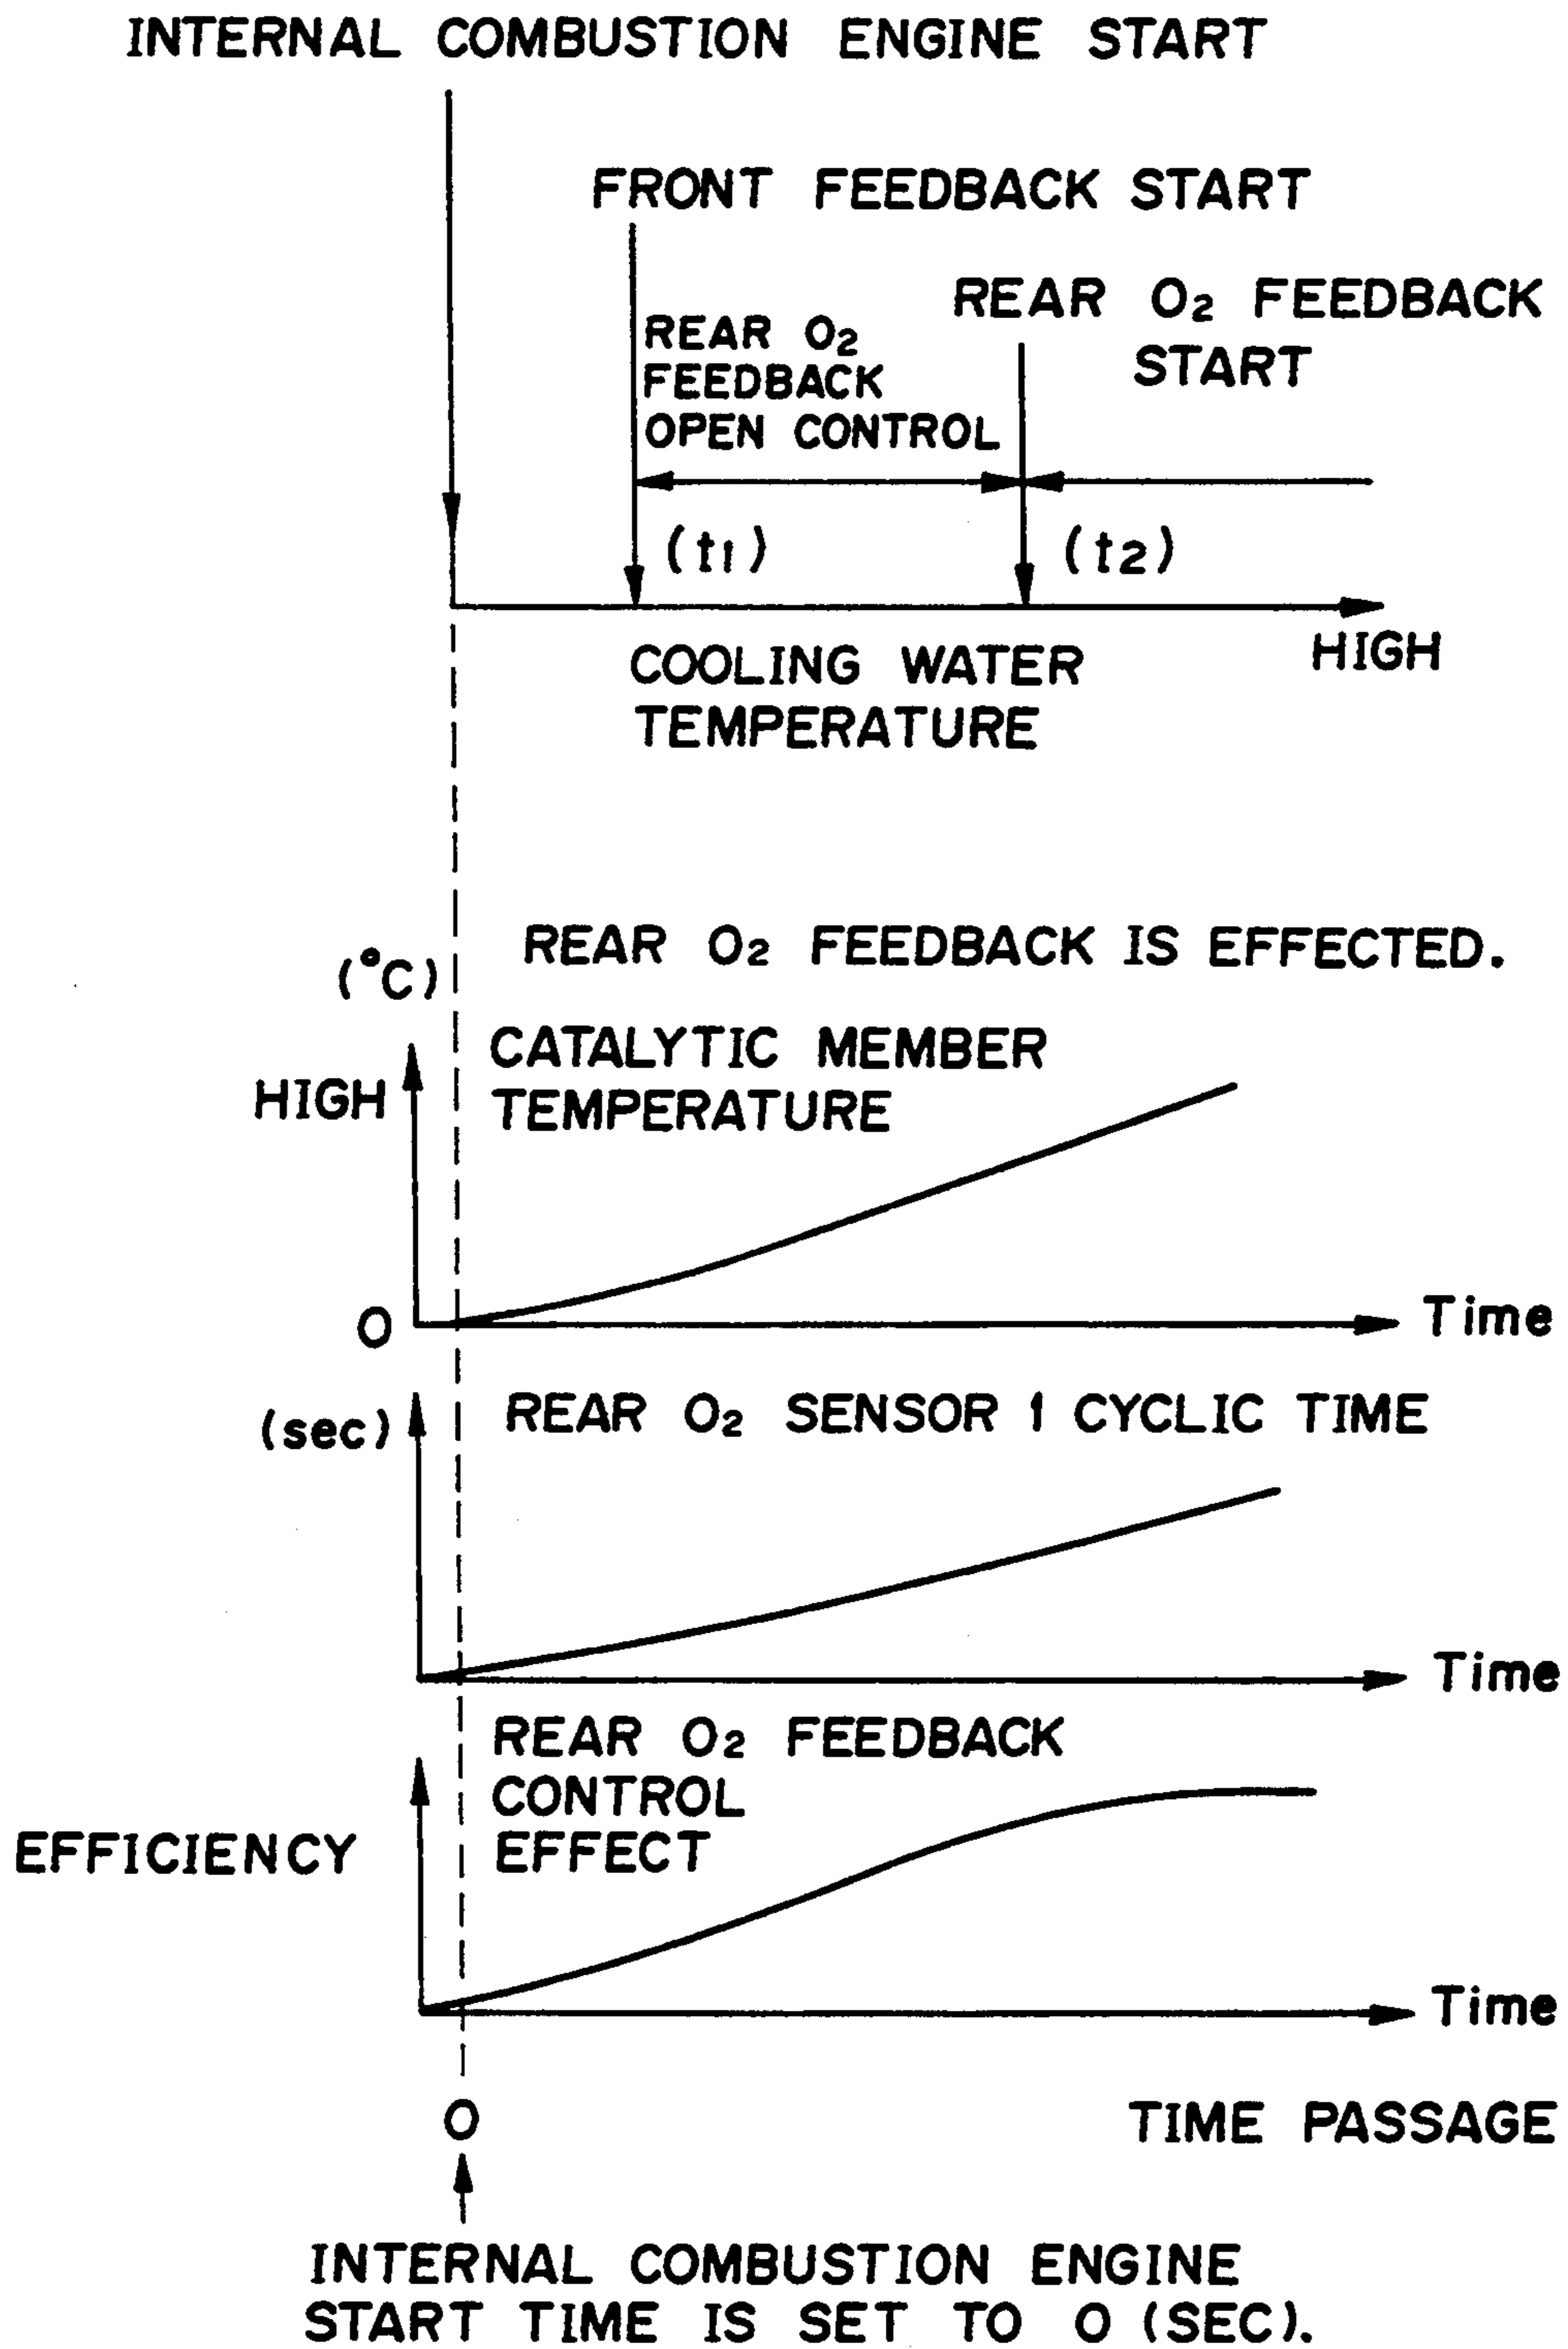 INTERNAL COMBUSTION ENGINE START
FRONT FEEDBACK START
REAR O₂ FEEDBACK
START
REAR O₂
FEEDBACK
OPEN CONTROL
(t₁)
(t₂)
HIGH
COOLING WATER
TEMPERATURE
REAR O₂ FEEDBACK IS EFFECTED.
(°C)
CATALYTIC MEMBER
TEMPERATURE
HIGH
O
Time
(sec)
REAR O₂ SENSOR 1 CYCLIC TIME
Time
REAR O₂ FEEDBACK
CONTROL
EFFECT
EFFICIENCY
Time
O
TIME PASSAGE
INTERNAL COMBUSTION ENGINE
START TIME IS SET TO O (SEC).